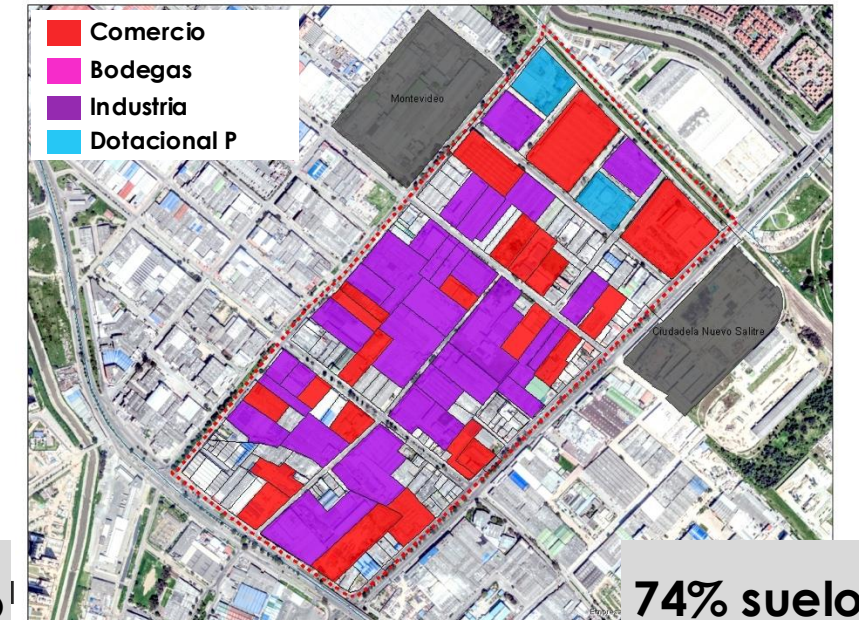 Comercio
Bodegas
Industria
Dotacional P
Montevideo
Ciudadela Nuevo Salitre
74% suelo